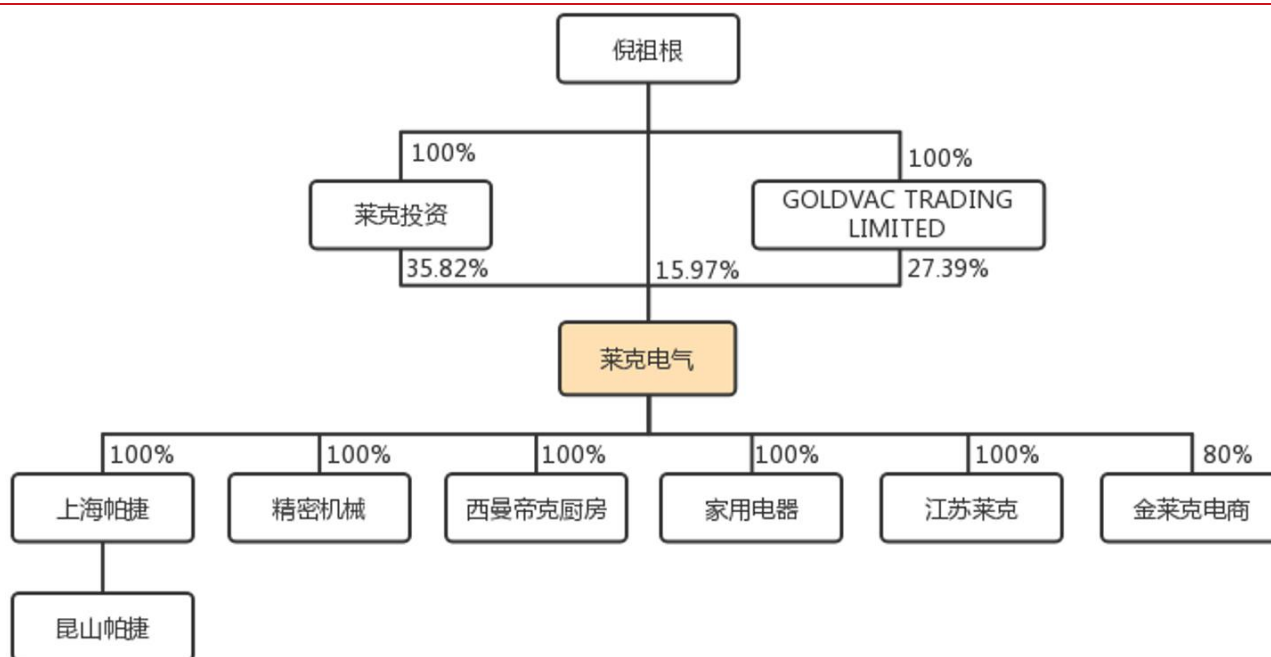 倪祖根
100%
100%
莱克投资
GOLDVAC TRADING
LIMITED
35.82%
15.97%
27.39%
莱克电气
100%
100%
100%
100%
100%
80%
上海帕捷
精密机械
西曼帝克厨房
家用电器
江苏莱克
金莱克电商
昆山帕捷